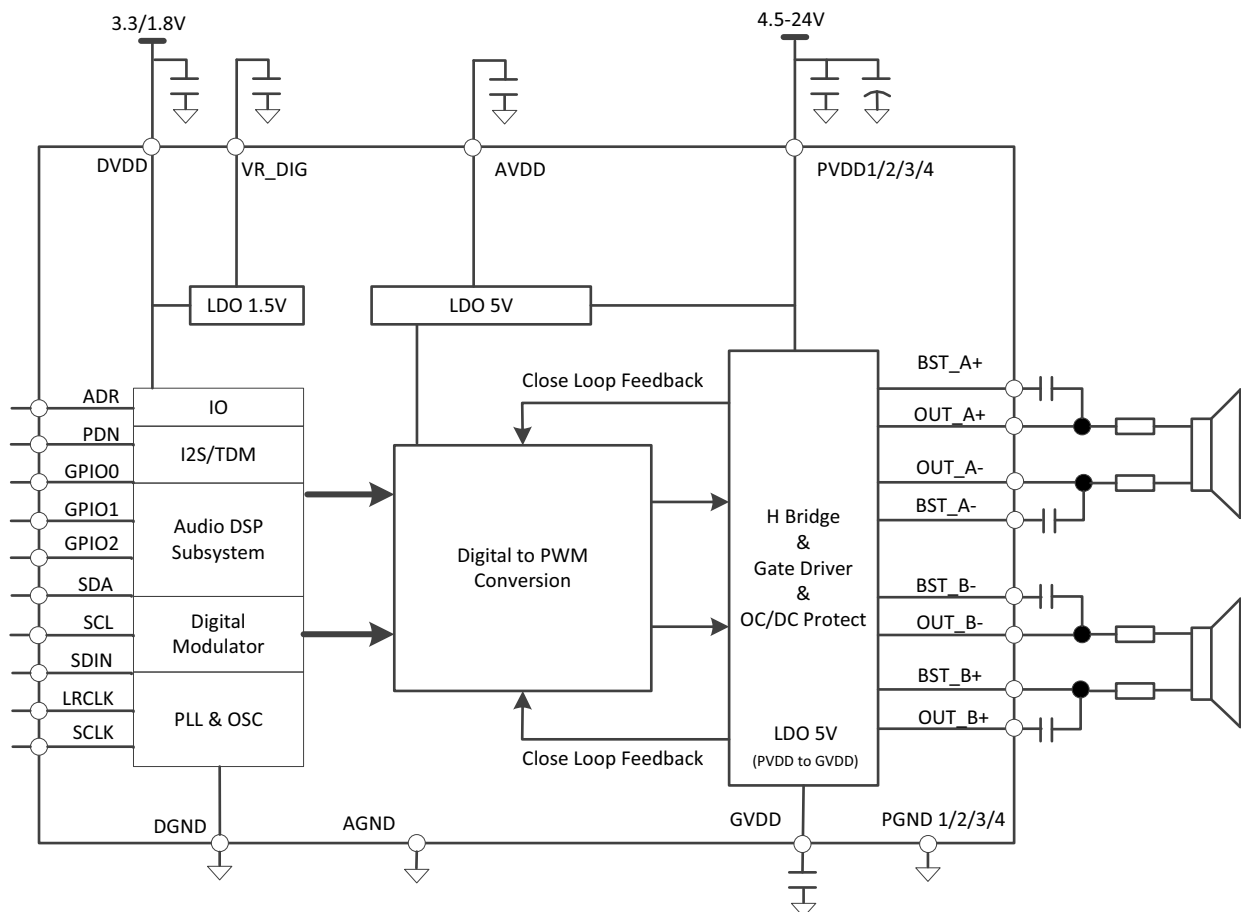 3.3/1.8V
4.5-24V
DVDD
VR_DIG
AVDD
PVDD1/2/3/4
LDO 1.5V
LDO 5V
ADR
PDN
GPIO0
GPIO1
GPIO2
SDA
SCL
SDIN
LRCLK
SCLK
IO
I2S/TDM
Audio DSP
Subsystem
Digital
Modulator
PLL & OSC
Close Loop Feedback
Digital to PWM
Conversion
Close Loop Feedback
H Bridge
&
Gate Driver
&
OC/DC Protect
LDO 5V
(PVDD to GVDD)
BST_A+
OUT_A+
OUT_A-
BST_A-
BST_B-
OUT_B-
BST_B+
OUT_B+
DGND
AGND
GVDD
PGND 1/2/3/4